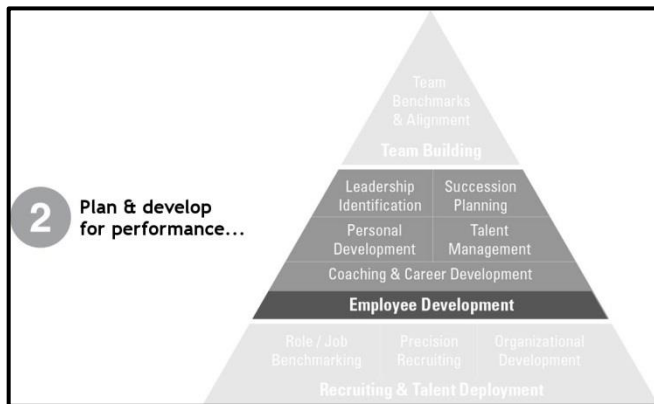 Team
Benchmarks
& Alignment
Team Building
2
Plan & develop
for performance...
Leadership
Identification
Succession
Planning
Personal
Development
Talent
Management
Coaching & Career Development
Employee Development
Role / Job
Benchmarking
Precision
Recruiting
Organizational
Development
Recruiting & Talent Deployment